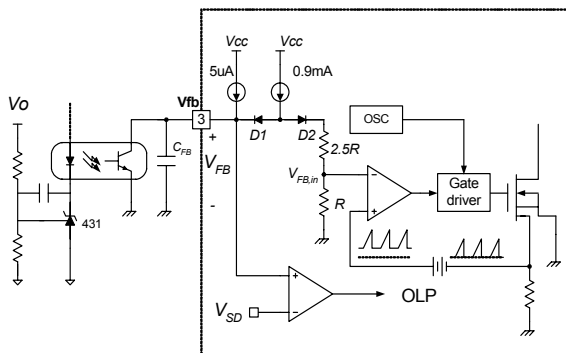 Vcc Vcc
5uA 0.9mA
Vo
Vfb
3
D1 D2
OSC
2.5R
+
C_FB
V_FB
V_FB,in
-
Gate
driver
R
+
-
431
+
OLP
V_SD
-